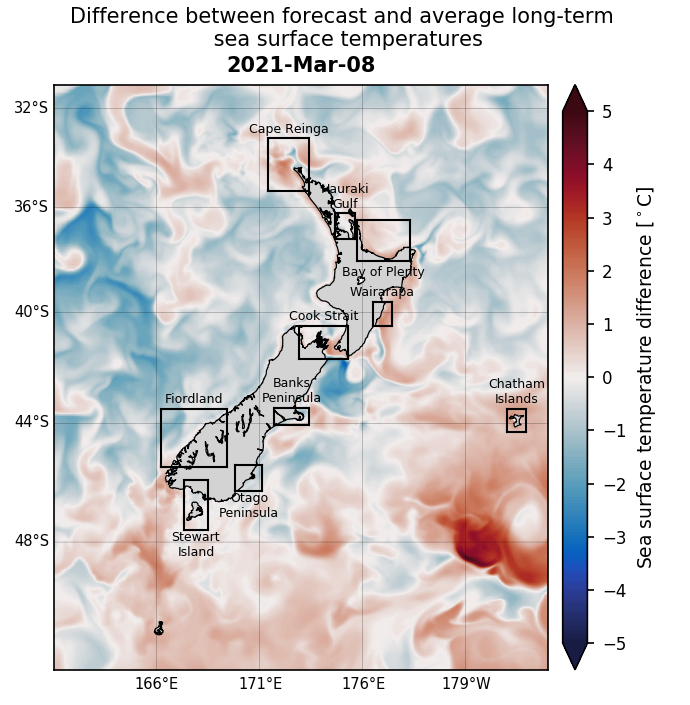 Difference between forecast and average long-term
sea surface temperatures
2021-Mar-08
32°S
36°S
40°S
44°S
48°S
166°E
171°E
176°E
179°W
Cape Reinga
Hauraki
Gulf
Bay of Plenty
Wairarapa
Cook Strait
Banks
Peninsula
Fiordland
Chatham
Islands
Otago
Peninsula
Stewart
Island
5
4
3
2
1
0
−1
−2
−3
−4
−5
Sea surface temperature difference [°C]